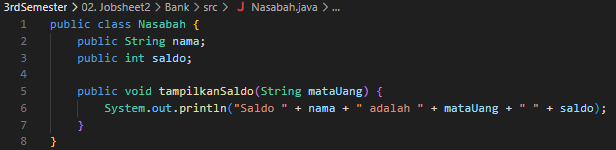 3rdSemester > 02. Jobsheet2 > Bank > src > J Nasabah.java > ...
1 public class Nasabah {
2     public String nama;
3     public int saldo;
4
5     public void tampilkanSaldo(String mataUang) {
6         System.out.println("Saldo " + nama + " adalah " + mataUang + " " + saldo);
7     }
8 }